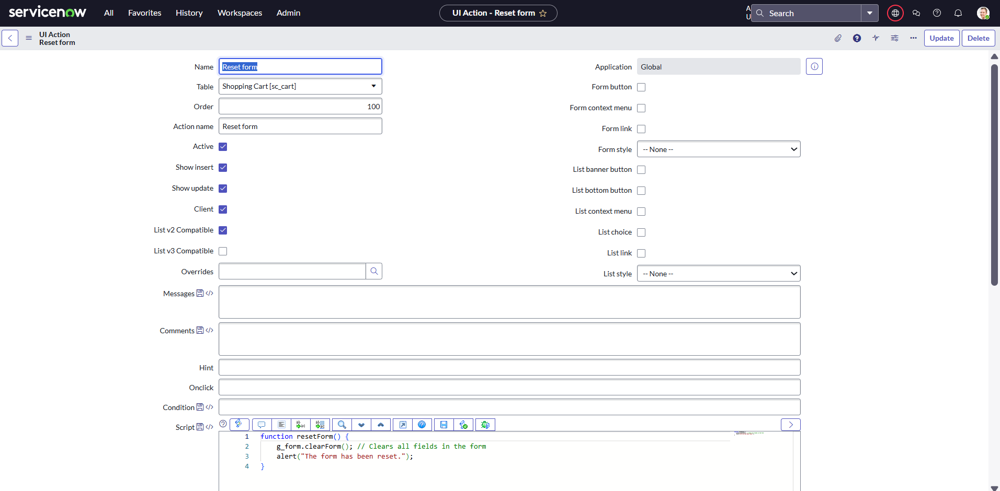 servicenow
All
Favorites
History
Workspaces
Admin
UI Action - Reset form
A
U
Search
UI Action
Reset form
Update
Delete
Name
Reset form
Table
Shopping Cart [sc_cart]
Order
100
Action name
Reset form
Active
Show insert
Show update
Client
List v2 Compatible
List v3 Compatible
Overrides
Application
Global
Form button
Form context menu
Form link
Form style
-- None --
List banner button
List bottom button
List context menu
List choice
List link
List style
-- None --
Messages
Comments
Hint
Onclick
Condition
Script
1 function resetForm() {
2 g_form.clearForm(); // Clears all fields in the form
3 alert("The form has been reset.");
4 }